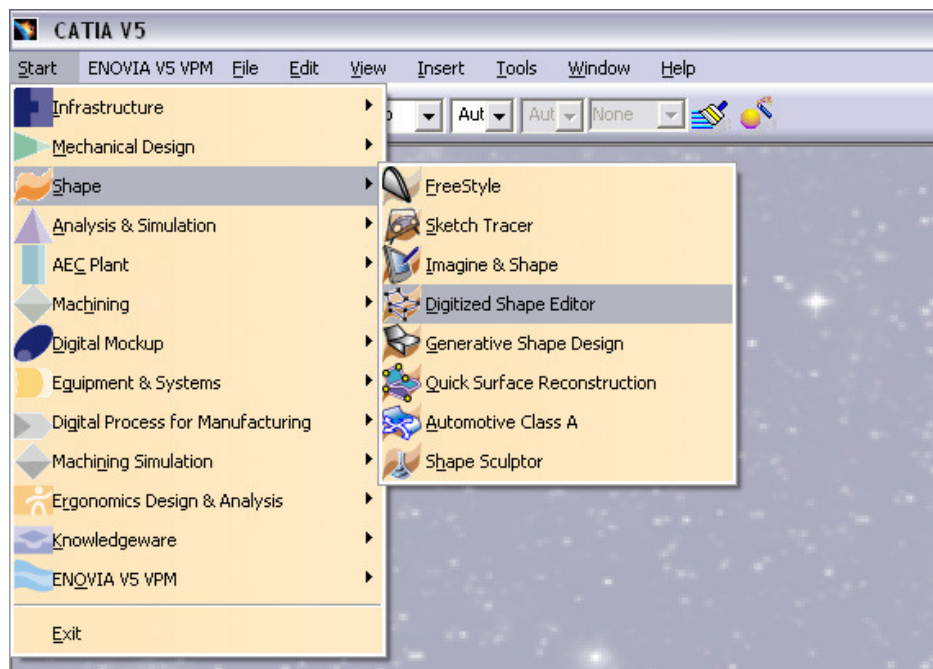 CATIA V5
Start ENOVIA V5 VPM File Edit View Insert Tools Window Help
Aut Aut None
Infrastructure
Mechanical Design
Shape
Analysis & Simulation
AEC Plant
Machining
Digital Mockup
Equipment & Systems
Digital Process for Manufacturing
Machining Simulation
Ergonomics Design & Analysis
Knowledgeware
ENOVIA V5 VPM
Exit
FreeStyle
Sketch Tracer
Imagine & Shape
Digitized Shape Editor
Generative Shape Design
Quick Surface Reconstruction
Automotive Class A
Shape Sculptor